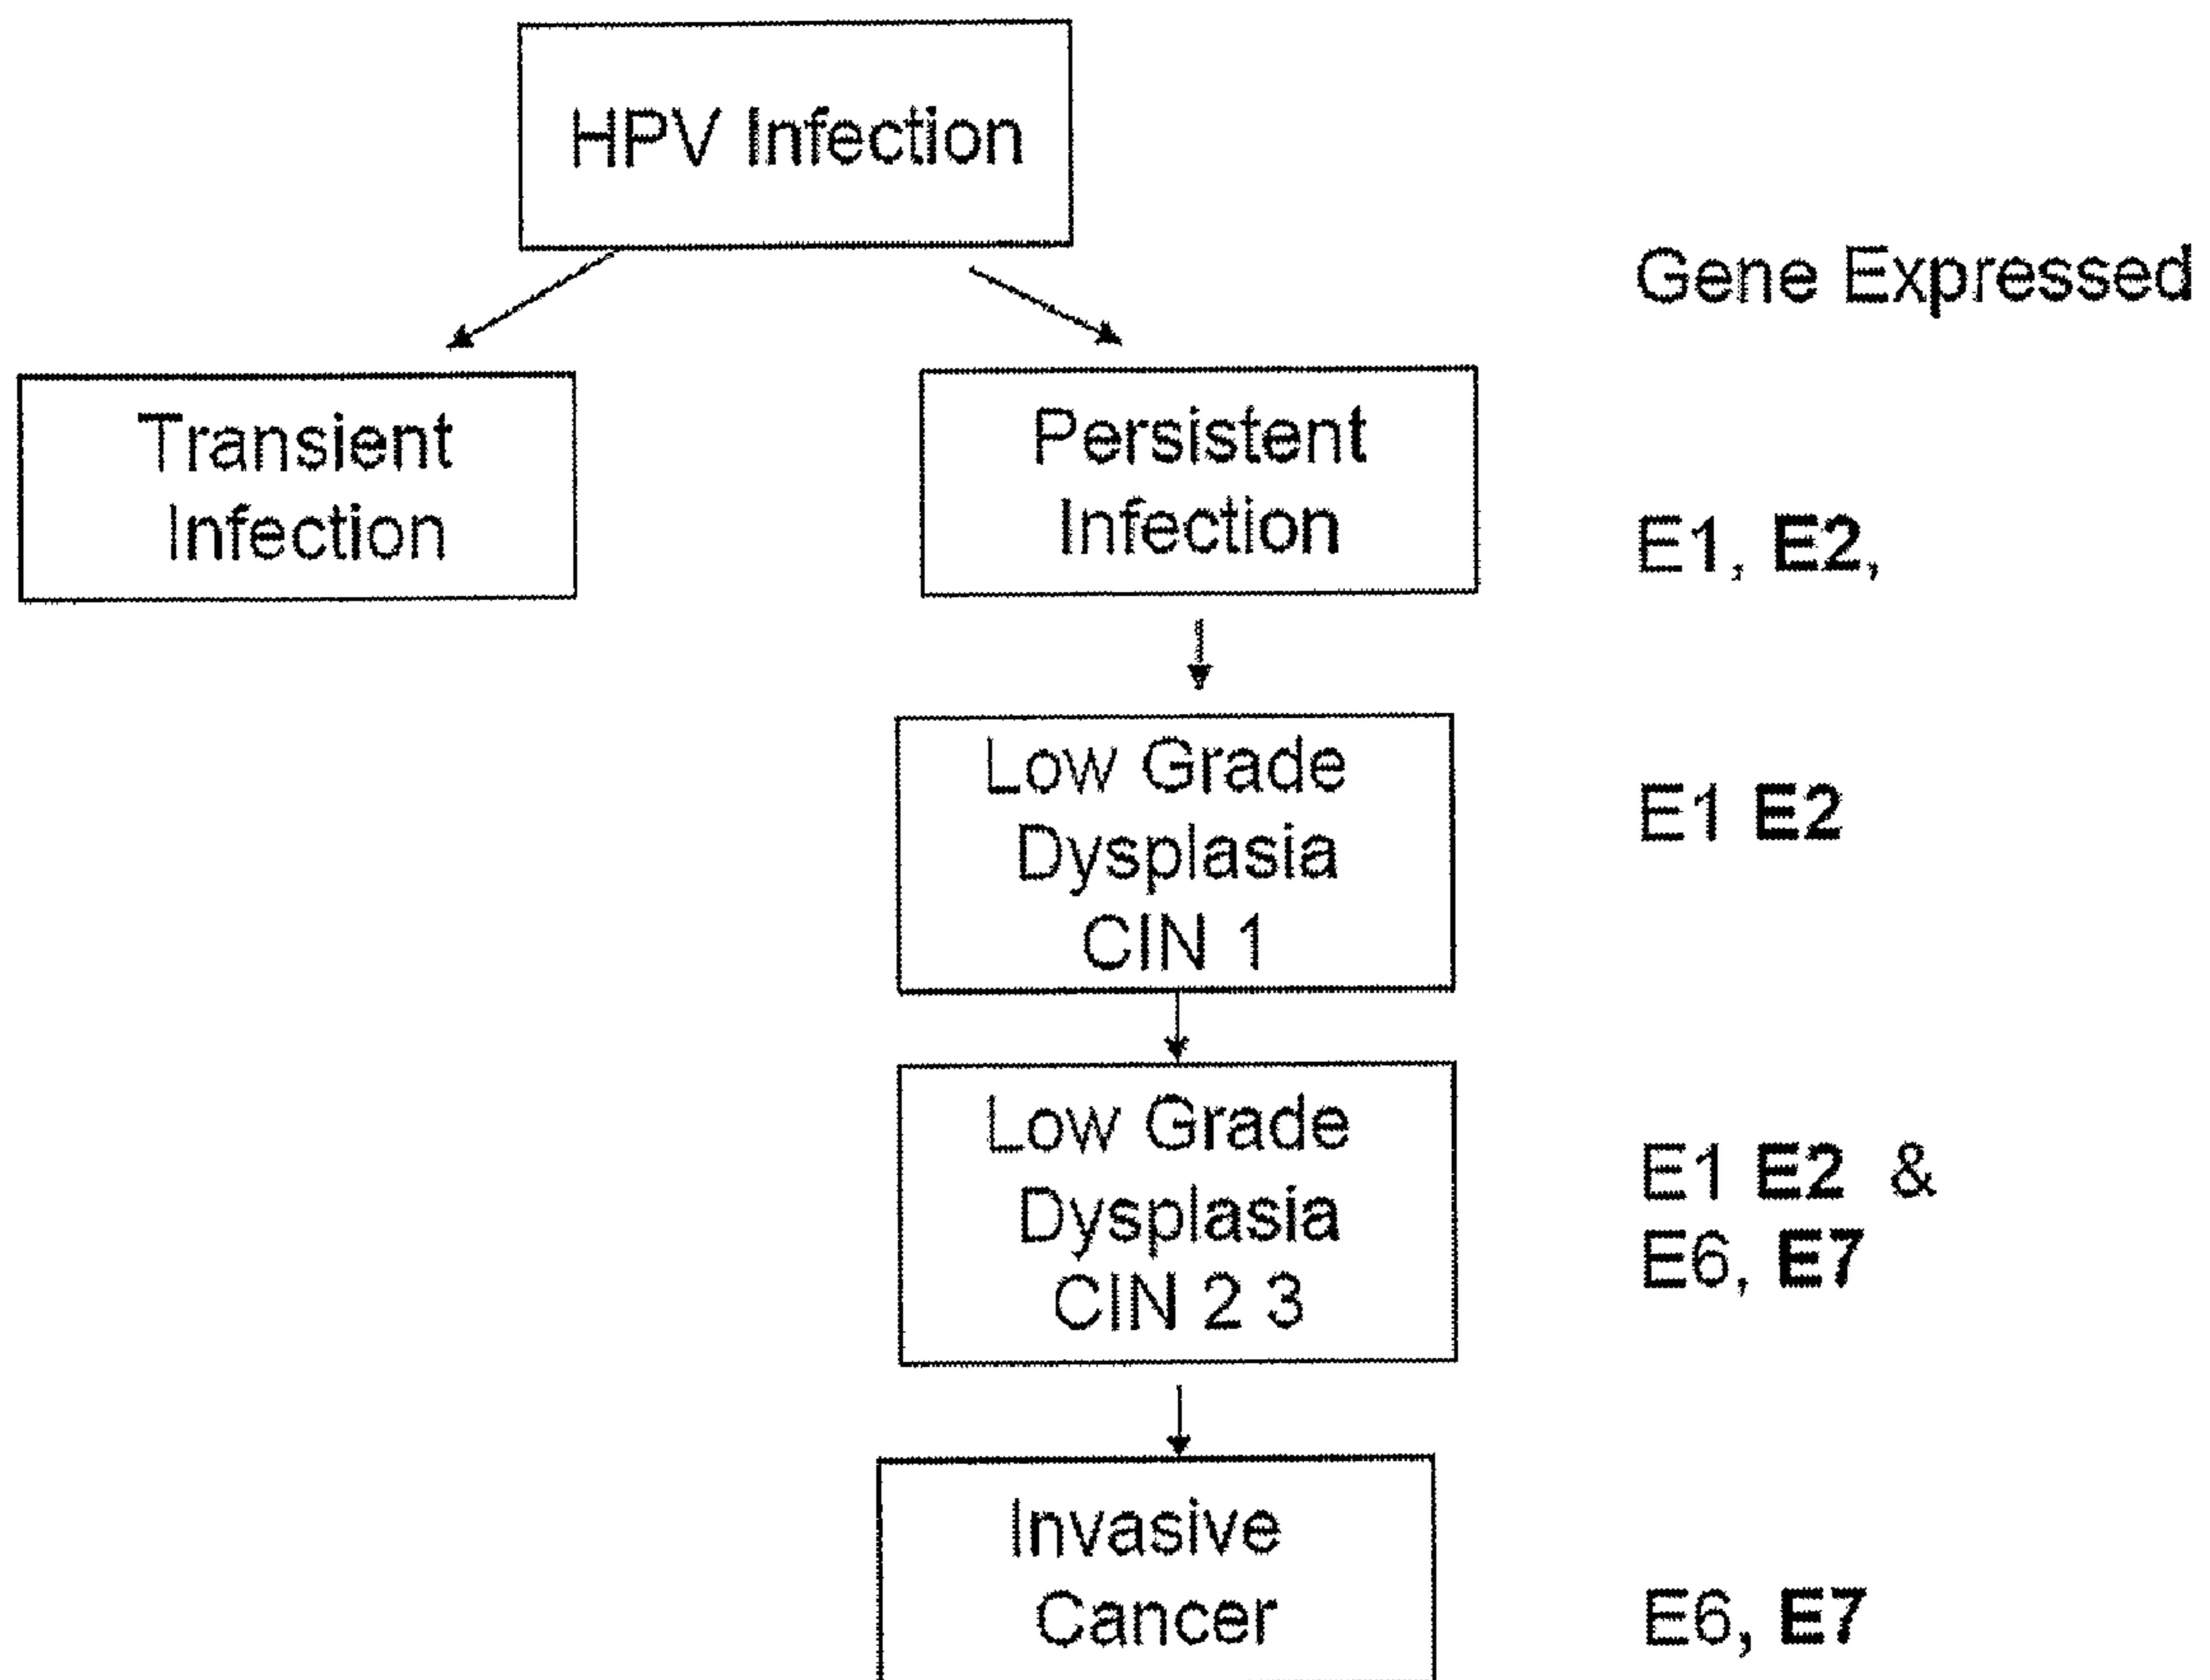 HPV Infection
Gene Expressed
Transient
Infection
Persistent
Infection
E1, E2,
Low Grade
Dysplasia
CIN 1
E1 E2
Low Grade
Dysplasia
CIN 2 3
E1 E2 &
E6, E7
Invasive
Cancer
E6, E7